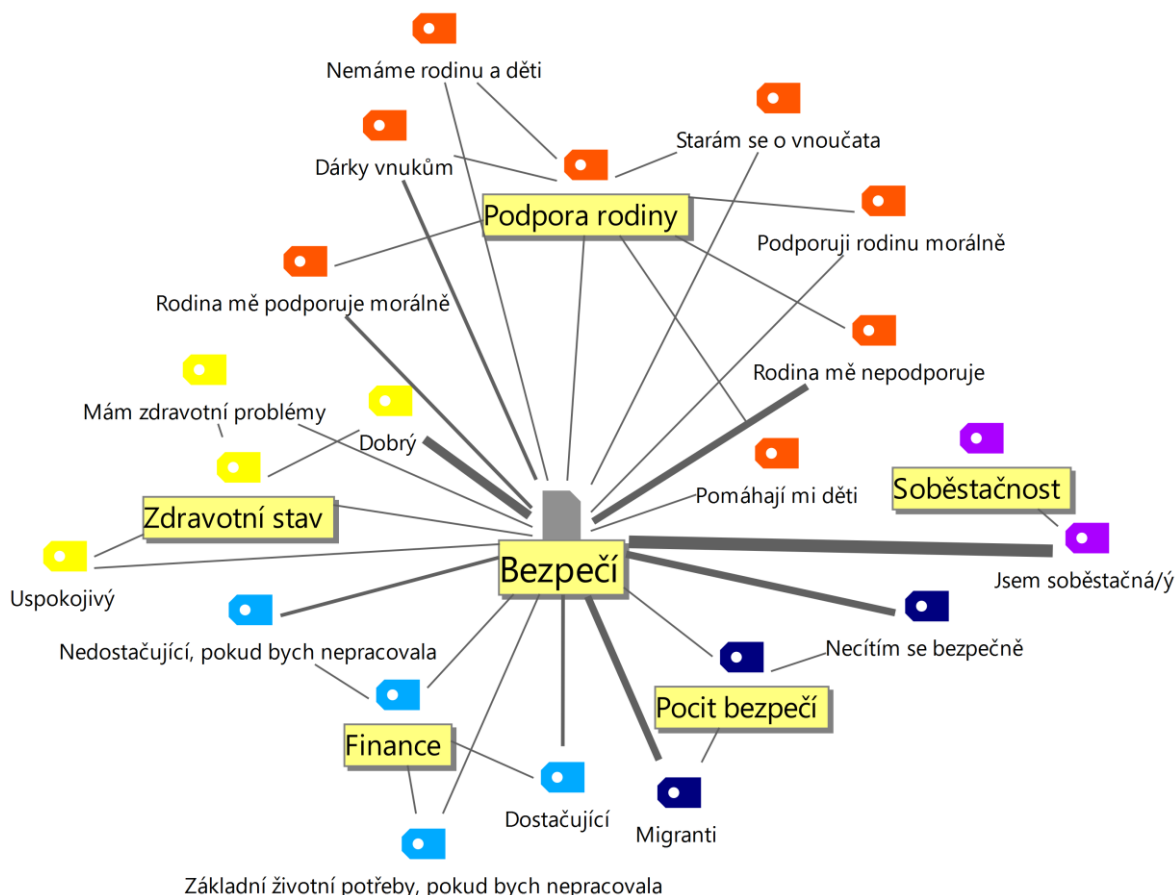 Nemáme rodinu a děti
Starám se o vnoučata
Dárky vnukům
Podpora rodiny
Podporuji rodinu morálně
Rodina mě podporuje morálně
Rodina mě nepodporuje
Mám zdravotní problémy
Dobrý
Pomáhají mi děti
Soběstačnost
Zdravotní stav
Bezpečí
Jsem soběstačná/ý
Uspokojivý
Nedostačující, pokud bych nepracovala
Necítím se bezpečně
Pocit bezpečí
Finance
Dostačující
Migranti
Základní životní potřeby, pokud bych nepracovala